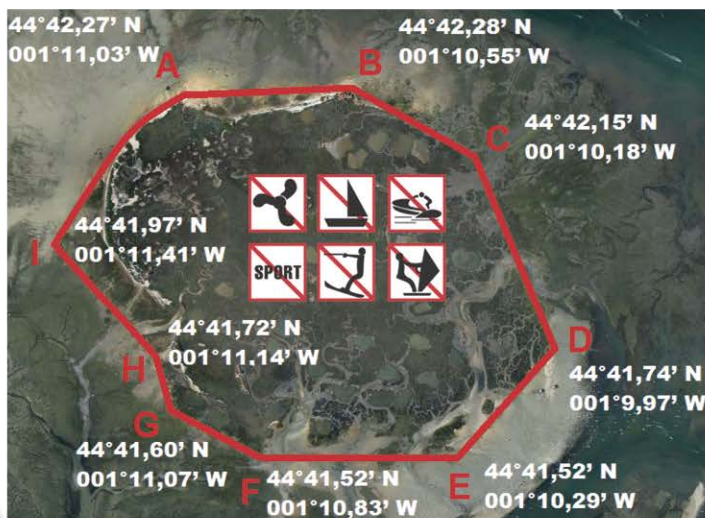 44°42,27' N
001°11,03' W
A
B
44°42,28' N
001°10,55' W
C
44°42,15' N
001°10,18' W
I
44°41,97' N
001°11,41' W
SPORT
H
44°41,72' N
001°11.14' W
D
44°41,74' N
001°9,97' W
G
44°41,60' N
001°11,07' W
F
44°41,52' N
001°10,83' W
E
44°41,52' N
001°10,29' W